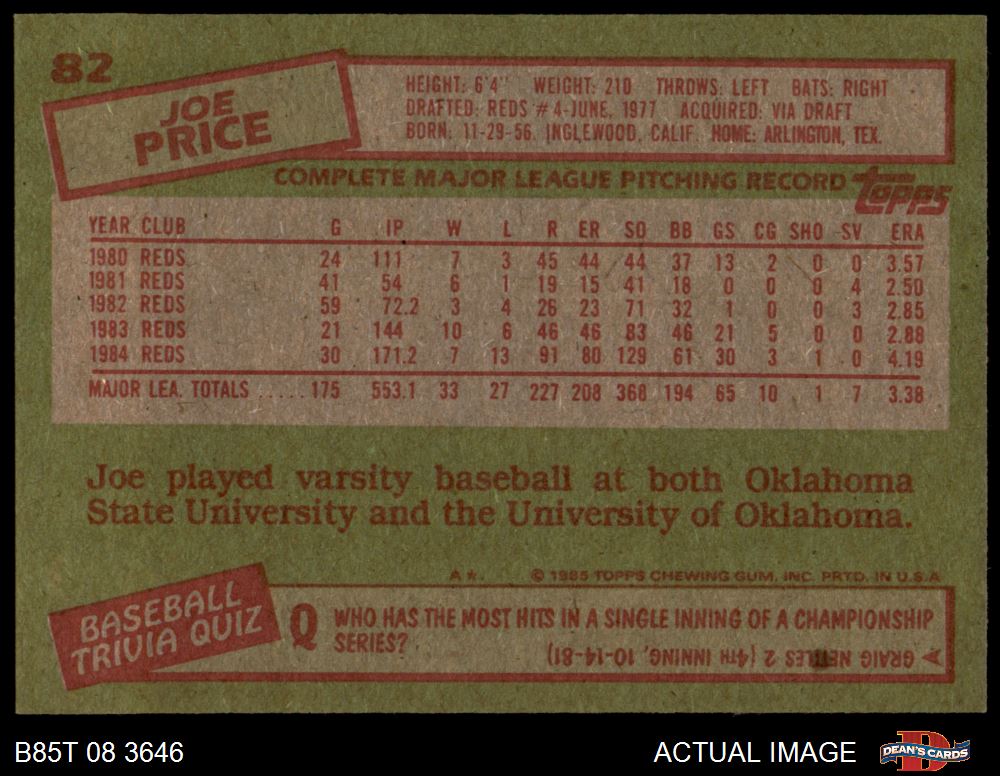 82
JOE
PRICE
HEIGHT: 6'4" WEIGHT: 210 THROWS: LEFT BATS: RIGHT
DRAFTED: REDS #4-JUNE, 1977 ACQUIRED: VIA DRAFT
BORN: 11-29-56, INGLEWOOD, CALIF. HOME: ARLINGTON, TEX.
COMPLETE MAJOR LEAGUE PITCHING RECORD topps
YEAR CLUB G IP W L R ER SO BB GS CG SHO SV ERA
1980 REDS 24 111 7 3 45 44 44 37 13 2 0 0 3.57
1981 REDS 41 54 6 1 19 15 41 18 0 0 0 4 2.50
1982 REDS 59 72.2 3 4 26 23 71 32 1 0 0 3 2.85
1983 REDS 21 144 10 6 46 46 83 46 21 5 0 0 2.88
1984 REDS 30 171.2 7 13 91 80 129 61 30 3 1 0 4.19
MAJOR LEA. TOTALS ..... 175 553.1 33 27 227 208 368 194 65 10 1 7 3.38
Joe played varsity baseball at both Oklahoma
State University and the University of Oklahoma.
A*. © 1985 TOPPS CHEWING GUM, INC. PRTD. IN U.S.A
BASEBALL
TRIVIA QUIZ
Q WHO HAS THE MOST HITS IN A SINGLE INNING OF A CHAMPIONSHIP
SERIES?
GRAIG NETTLES 2 (4TH INNING, 10-14-81)
B85T 08 3646
ACTUAL IMAGE
D
DEAN'S CARDS